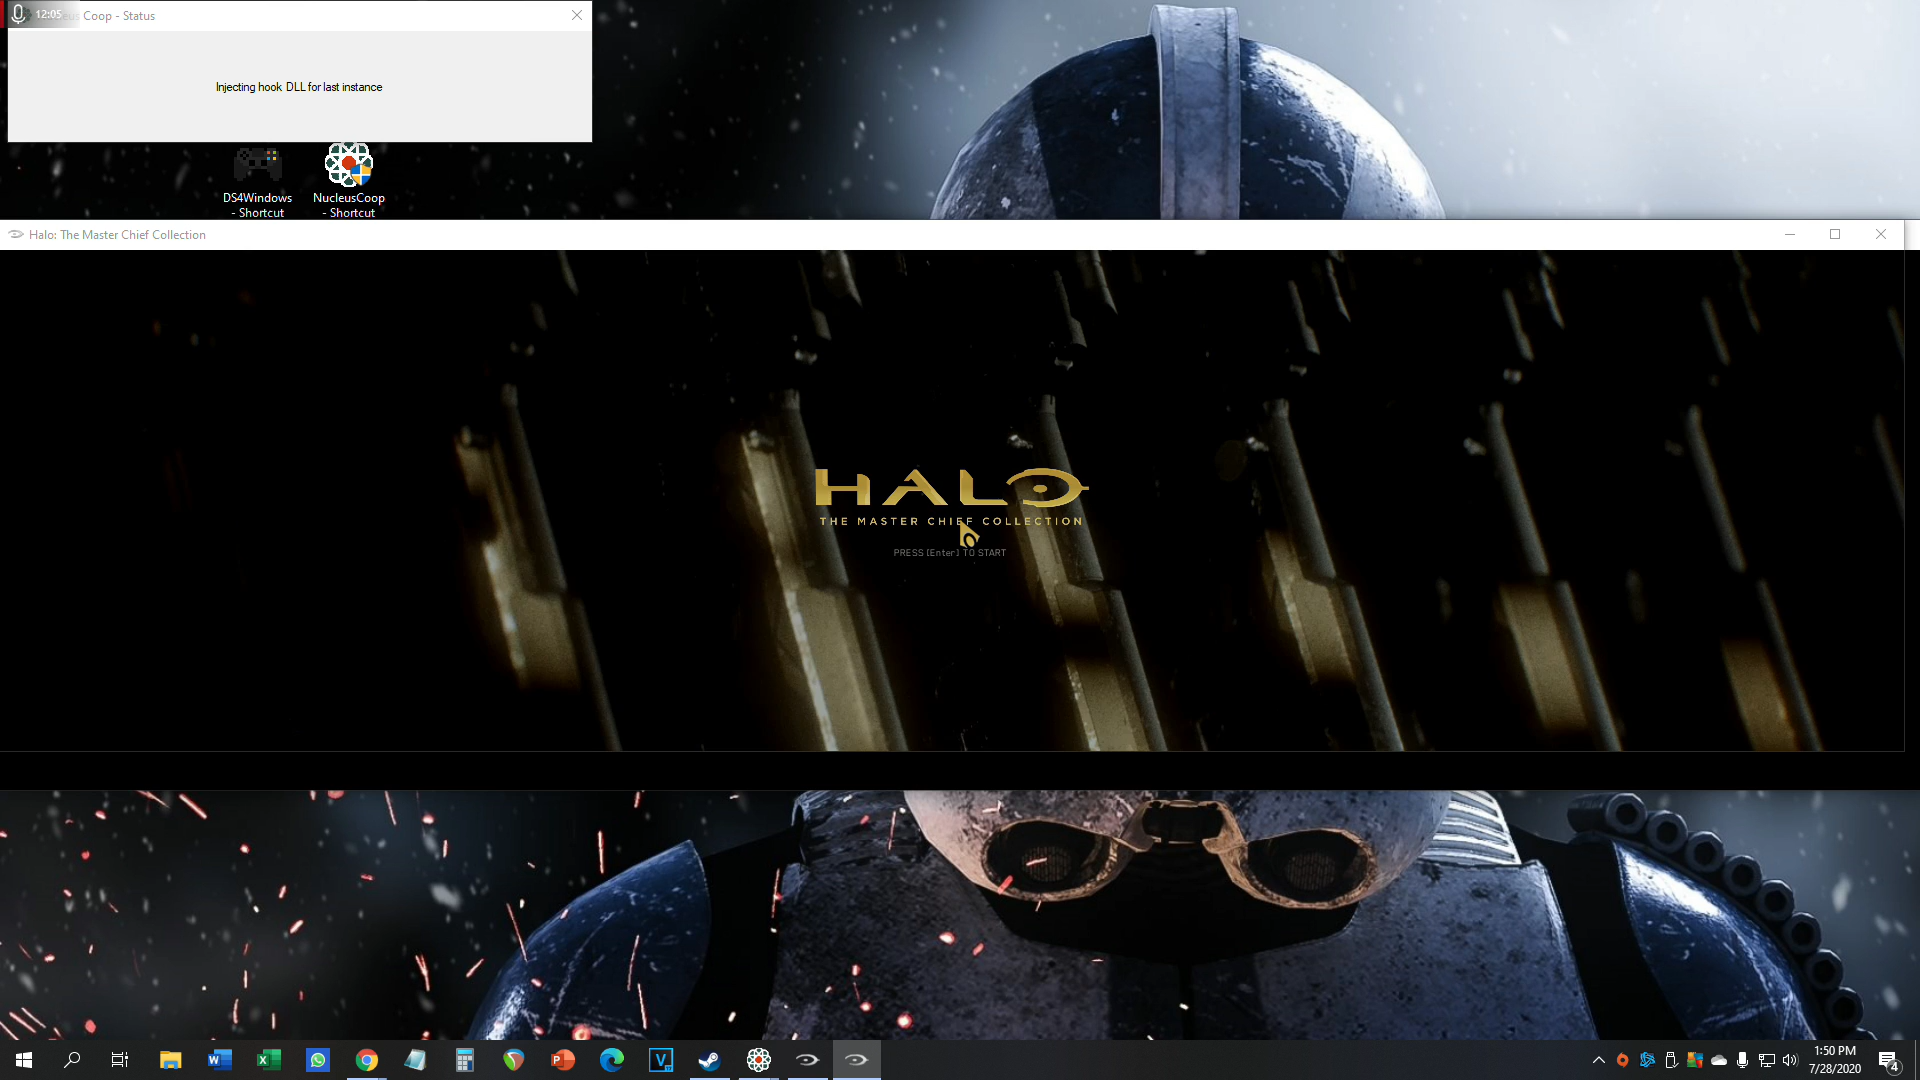 12:05
Coop - Status
Injecting hook DLL for last instance
DS4Windows
- Shortcut
NucleusCoop
- Shortcut
Halo: The Master Chief Collection
HALO
THE MASTER CHIEF COLLECTION
PRESS [Enter] TO START
1:50 PM
7/28/2020
4